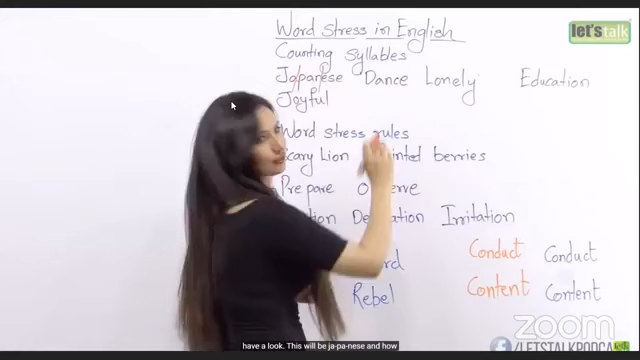 Word Stress in English
let's talk
Counting Syllables
Japanese Dance Lonely Education
Joyful
Word stress rules
Lion berries
Prepare
Irritation
Conduct Conduct
Rebel Content Content
zoom
/LETSTALKPODCA
have a look. This will be ja-pa-nese and how